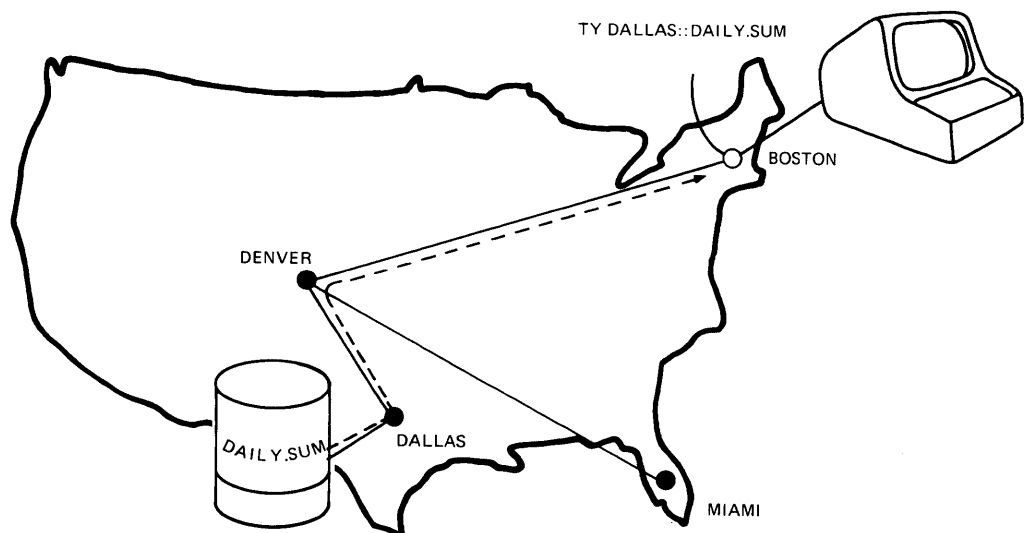 TY DALLAS::DAILY.SUM
BOSTON
DENVER
DALLAS
DAILY.SUM
MIAMI